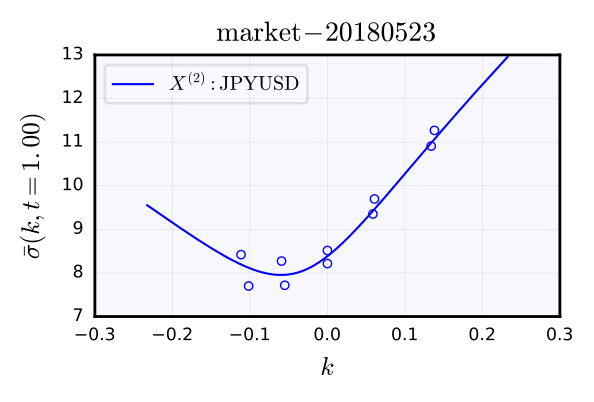 market−20180523
13
12
11
10
9
8
7
X^{(2)}: JPYUSD
σ̄(k, t = 1.00)
−0.3 −0.2 −0.1 0.0 0.1 0.2 0.3
k